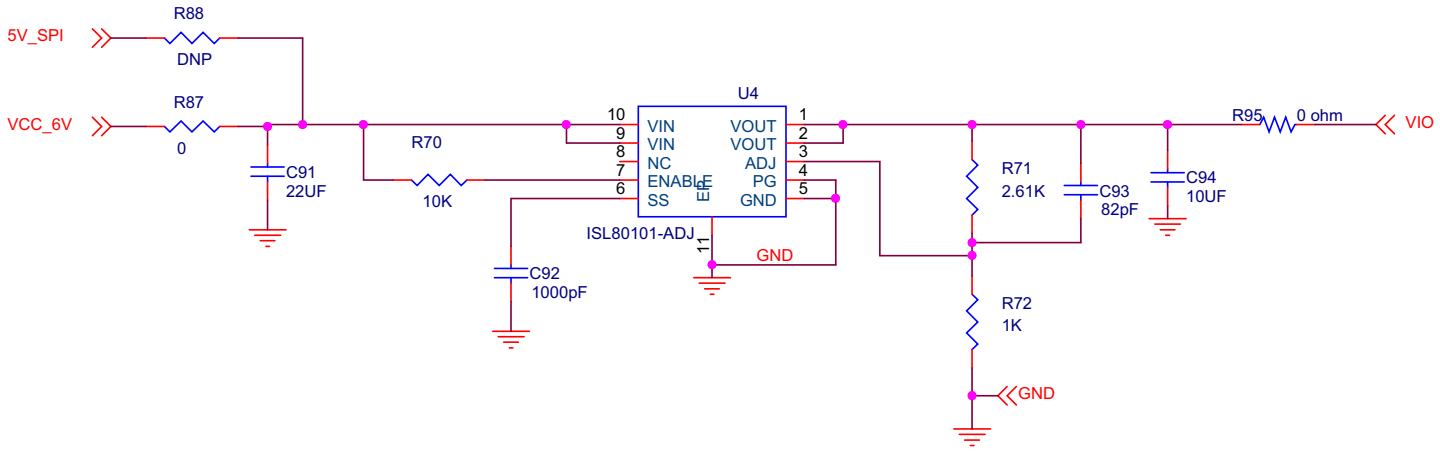 R88
5V_SPI
DNP
R87
VCC_6V
0
C91
22UF
R70
10K
U4
10 VIN VOUT 1
9 VIN VOUT 2
8 NC ADJ 3
7 ENABLE PG 4
6 SS GND 5
EP
11
ISL80101-ADJ
GND
C92
1000pF
R71
2.61K
C93
82pF
C94
10UF
R95 0 ohm
VIO
R72
1K
GND